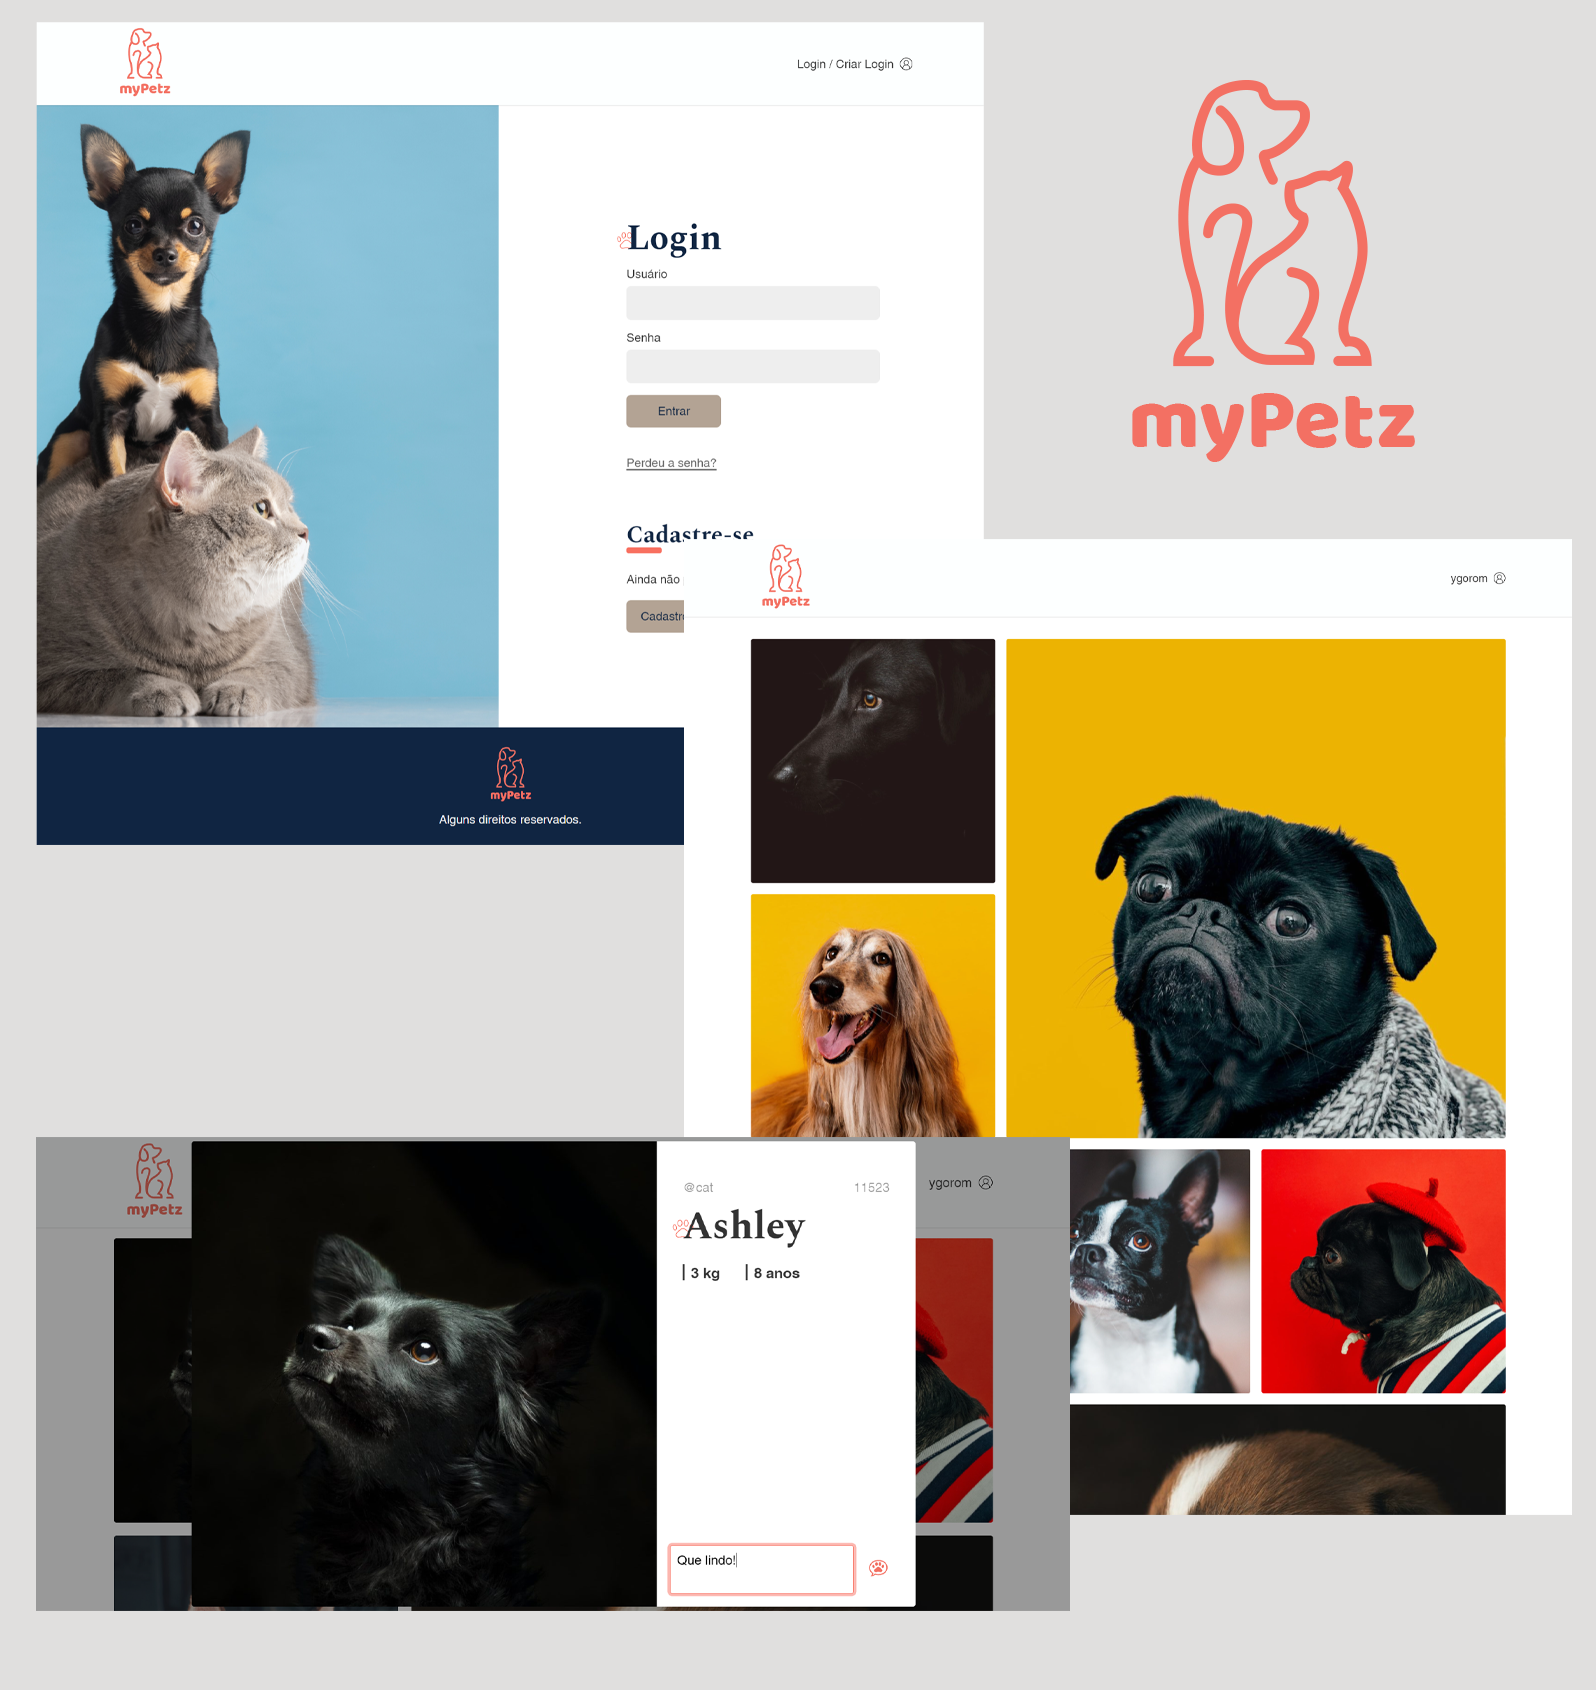 myPetz
Login / Criar Login
Login
Usuário
Senha
Entrar
Perdeu a senha?
Cadastre-se
Ainda não
myPetz
Alguns direitos reservados.
myPetz
myPetz
ygorom
myPetz
ygorom
@cat 11523
Ashley
3 kg 8 anos
Que lindo!